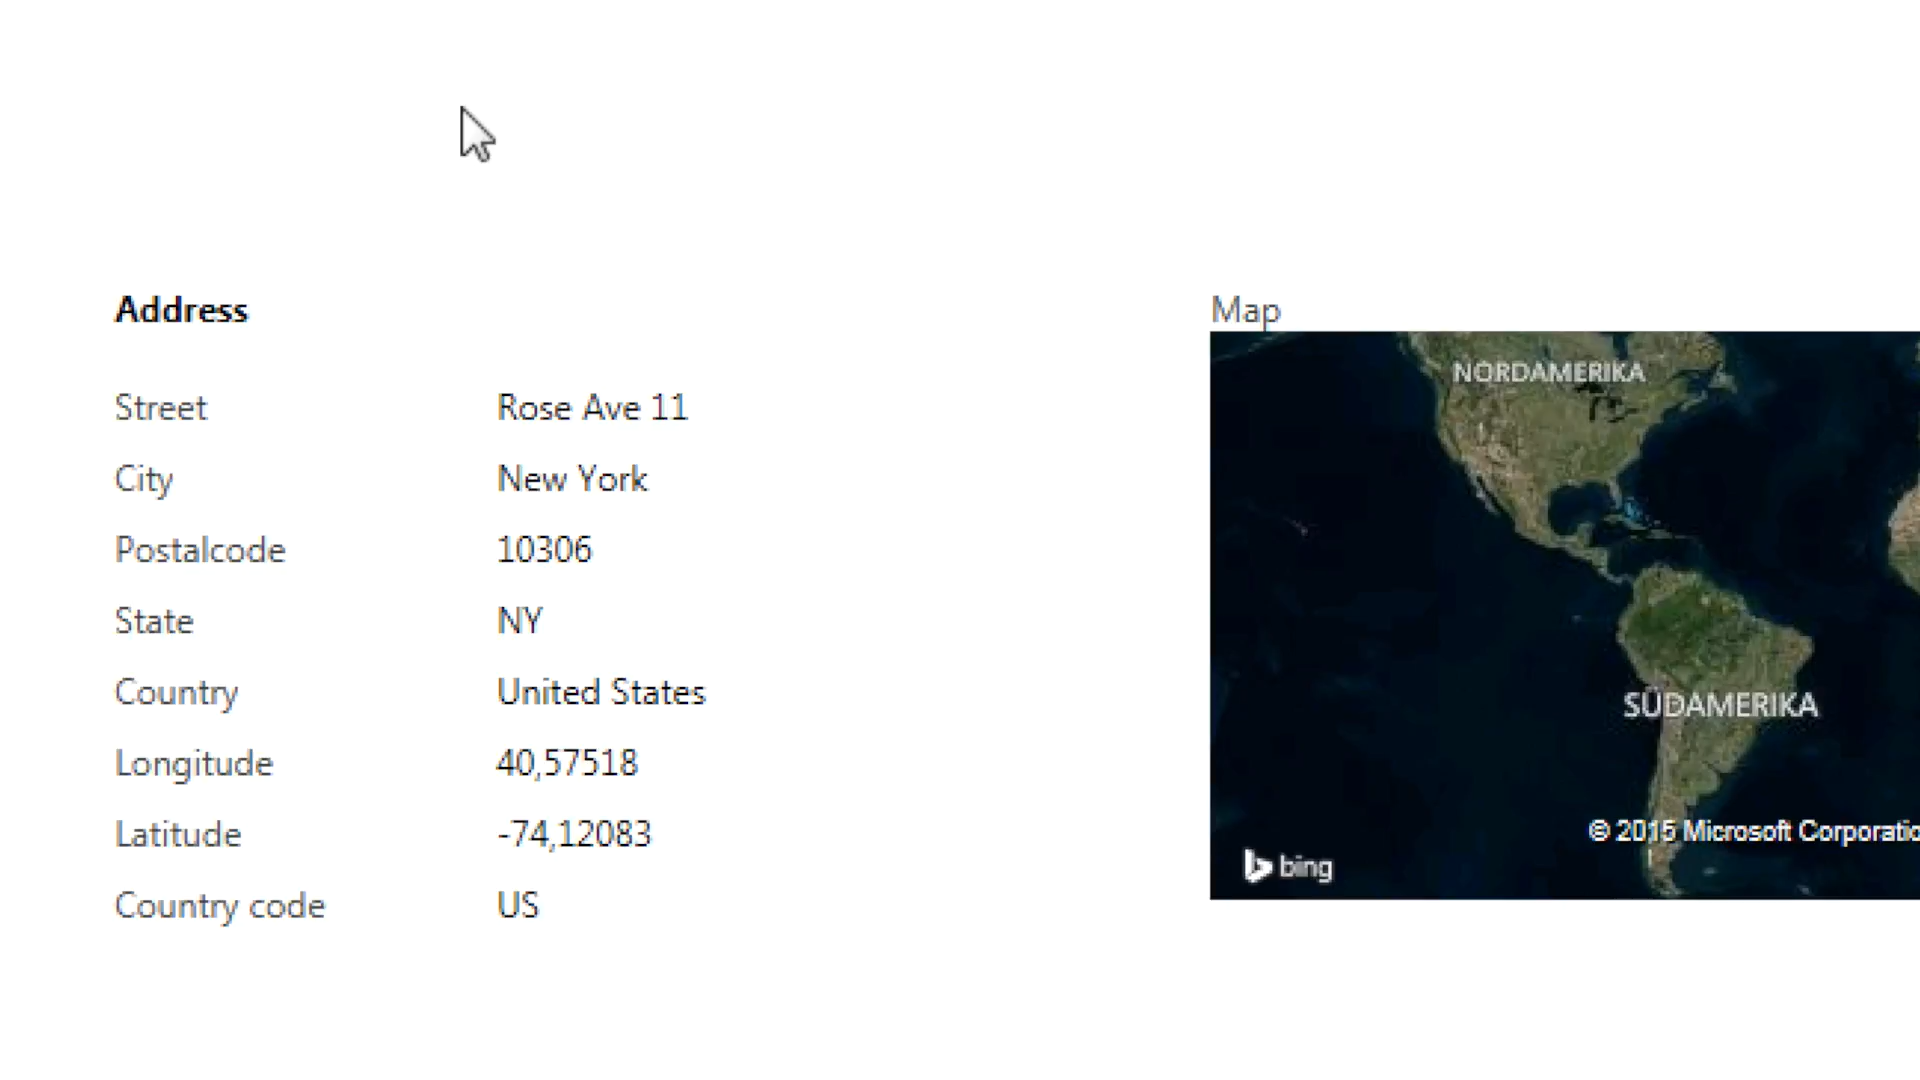 Address
Street Rose Ave 11
City New York
Postalcode 10306
State NY
Country United States
Longitude 40,57518
Latitude -74,12083
Country code US
Map
NORDAMERIKA
SÜDAMERIKA
© 2015 Microsoft Corporatio
bing